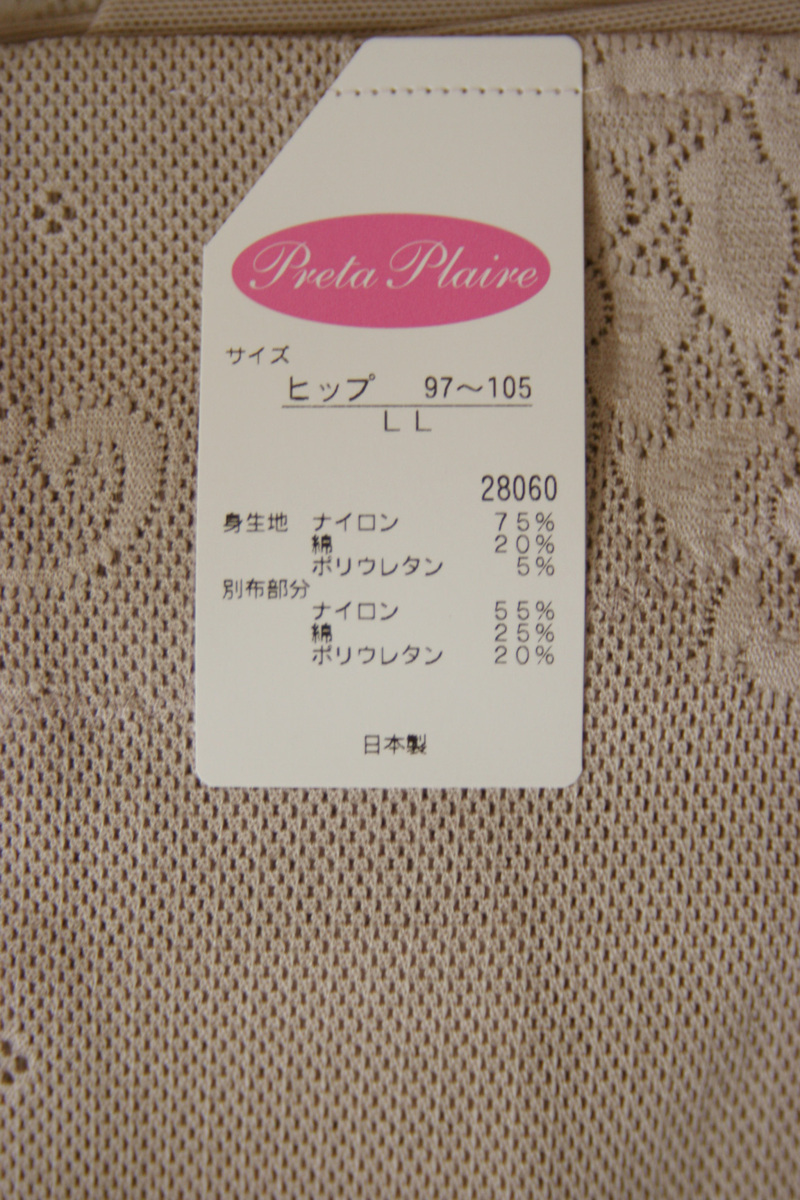 Preta Plaire
サイズ
ヒップ 97～105
LL
28060
身生地 ナイロン 75%
綿 20%
ポリウレタン 5%
別布部分
ナイロン 55%
綿 25%
ポリウレタン 20%
日本製